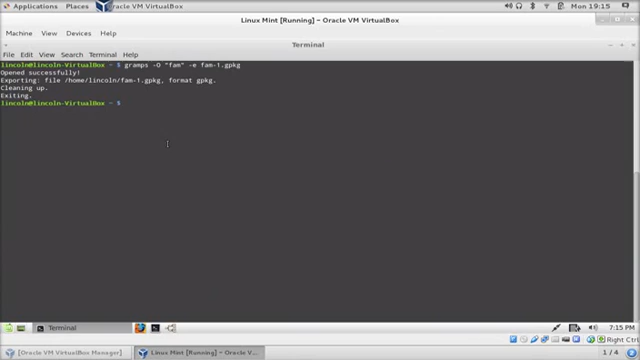 Applications Places Oracle VM VirtualBox Mon 19:15
Linux Mint [Running] - Oracle VM VirtualBox
Machine View Devices Help
Terminal
File Edit View Search Terminal Help
lincoln@lincoln-VirtualBox ~ $ gramps -O "fam" -e fam-1.gpkg
Opened successfully!
Exporting: file /home/lincoln/fam-1.gpkg, format gpkg.
Cleaning up.
Exiting.
lincoln@lincoln-VirtualBox ~ $
Terminal 7:15 PM
Right Ctrl
[Oracle VM VirtualBox Manager] Linux Mint [Running] - Oracle V... 1 / 4